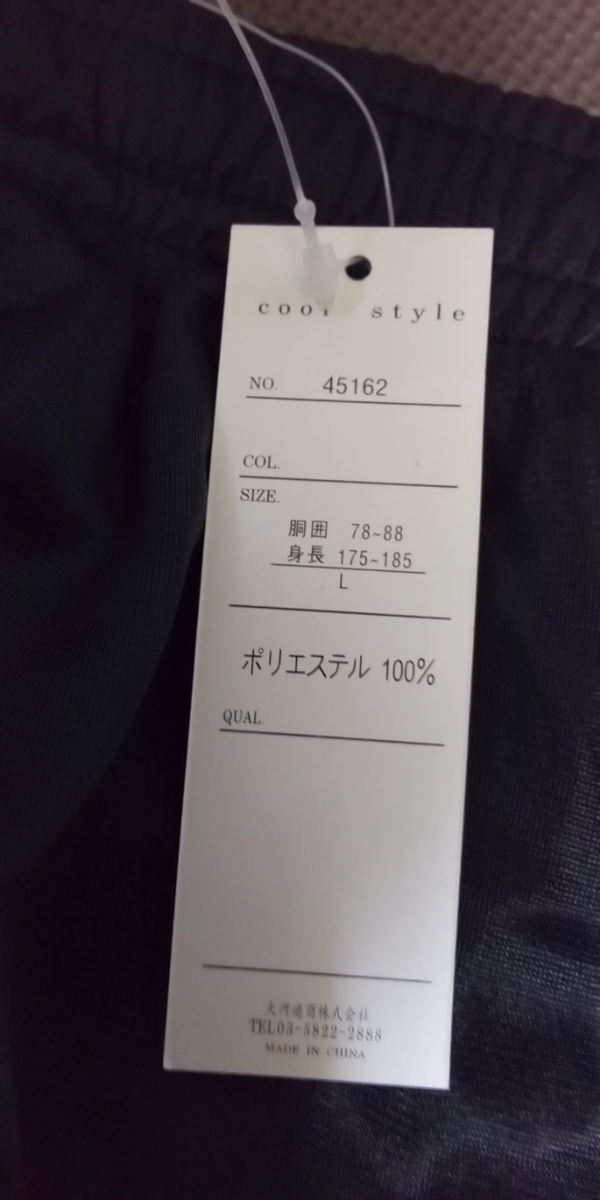 cool style
NO. 45162
COL.
SIZE.
胴囲 78~88
身長 175~185
L
ポリエステル 100%
QUAL.
大河通商株式会社
TEL03-5822-2888
MADE IN CHINA